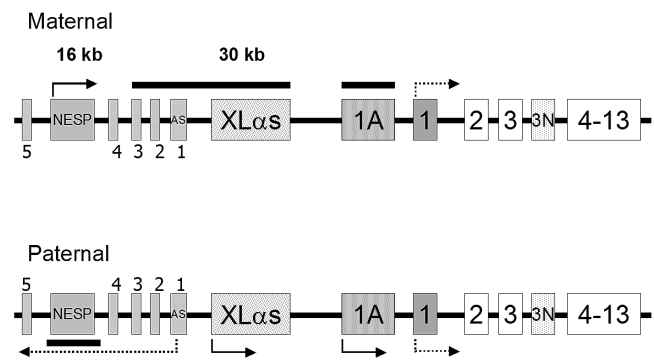 Maternal
16 kb 30 kb
NESP AS XLαs 1A 1 2 3 3N 4-13
5 4 3 2 1
Paternal
5 4 3 2 1
NESP AS XLαs 1A 1 2 3 3N 4-13